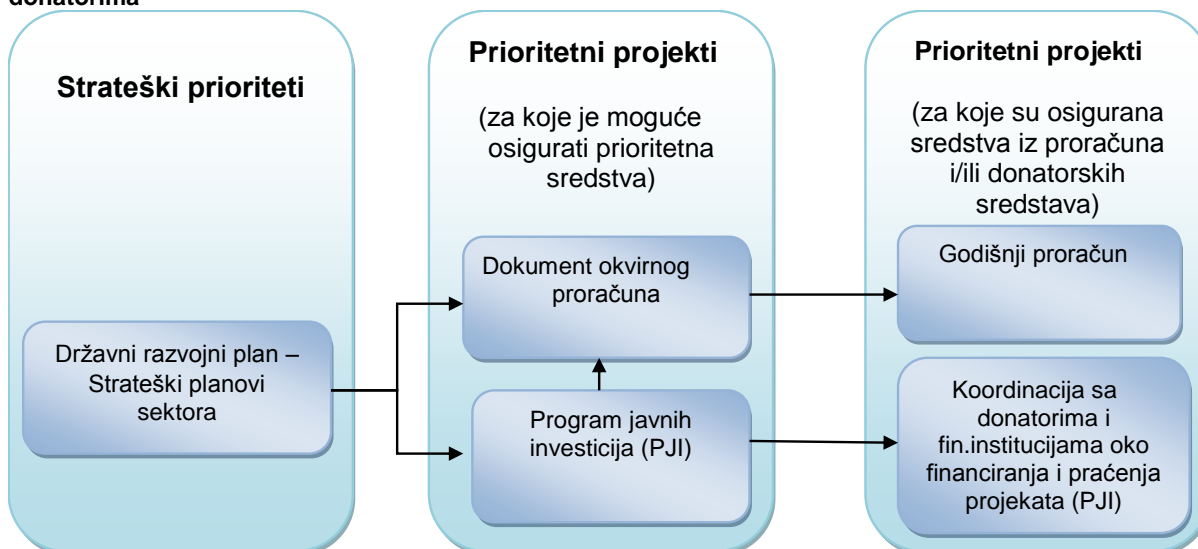 donatorima
Strateški prioriteti
Državni razvojni plan –
Strateški planovi
sektora
Prioritetni projekti
(za koje je moguće
osigurati prioritetna
sredstva)
Dokument okvirnog
proračuna
Program javnih
investicija (PJI)
Prioritetni projekti
(za koje su osigurana
sredstva iz proračuna
i/ili donatorskih
sredstava)
Godišnji proračun
Koordinacija sa
donatorima i
fin.institucijama oko
financiranja i praćenja
projekata (PJI)